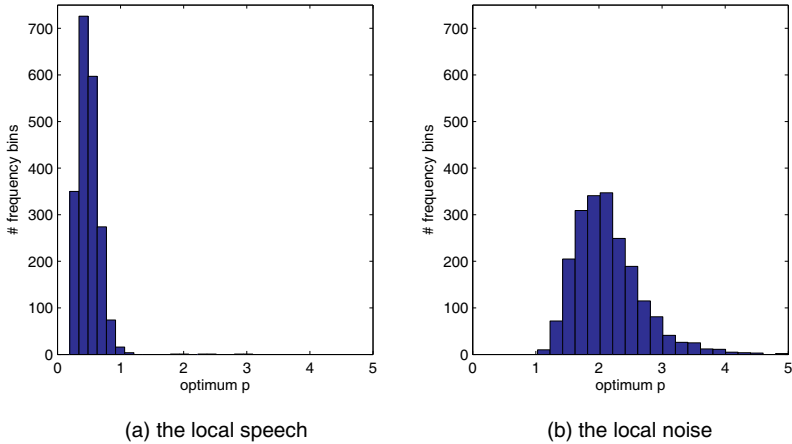 700
600
500
400
300
200
100
0
# frequency bins
0 1 2 3 4 5
optimum p
(a) the local speech
700
600
500
400
300
200
100
0
# frequency bins
0 1 2 3 4 5
optimum p
(b) the local noise